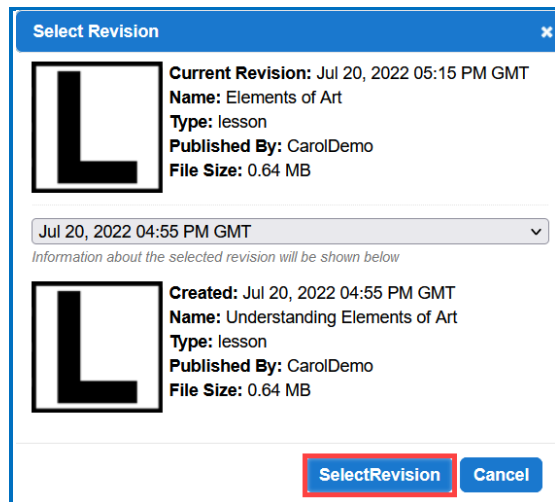 Select Revision
L
Current Revision: Jul 20, 2022 05:15 PM GMT
Name: Elements of Art
Type: lesson
Published By: CarolDemo
File Size: 0.64 MB
Jul 20, 2022 04:55 PM GMT
Information about the selected revision will be shown below
L
Created: Jul 20, 2022 04:55 PM GMT
Name: Understanding Elements of Art
Type: lesson
Published By: CarolDemo
File Size: 0.64 MB
SelectRevision Cancel